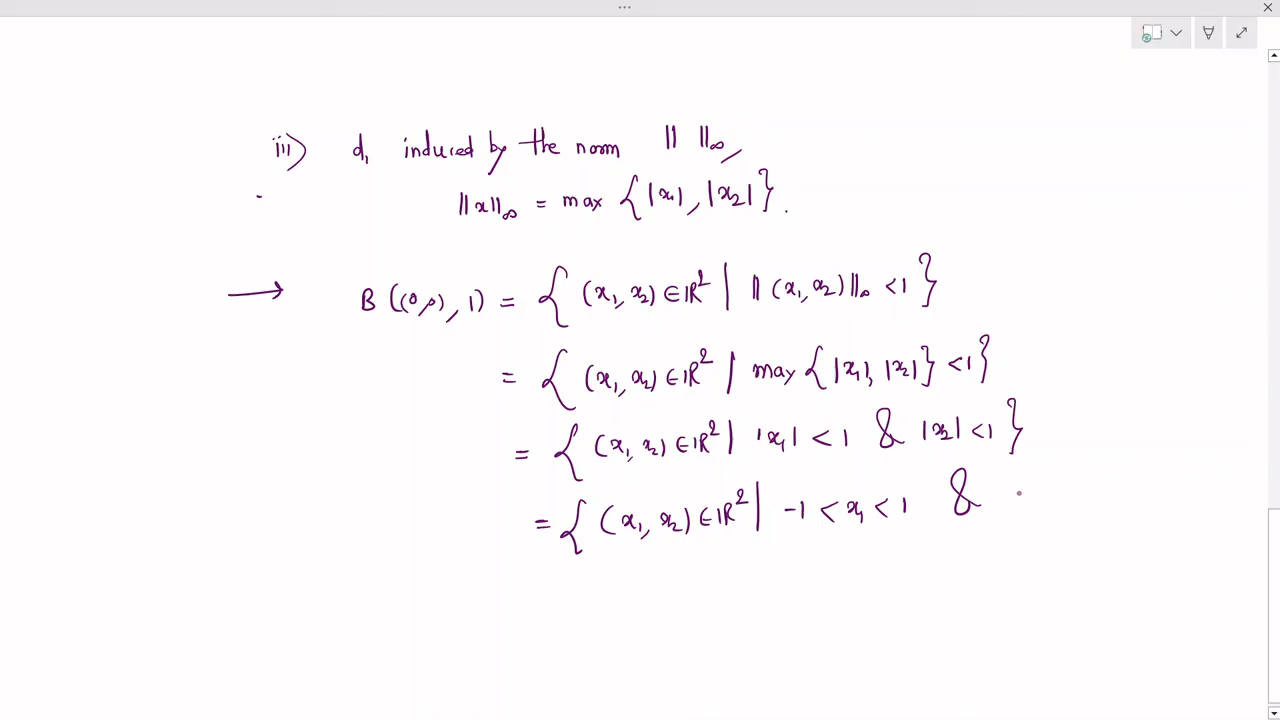 iii) d₁ induced by the norm || ||∞,
||x||∞ = max {|x₁|, |x₂|}.
→ B((0,0), 1) = { (x₁, x₂) ∈ ℝ² | ||(x₁, x₂)||∞ < 1 }
= { (x₁, x₂) ∈ ℝ² | max {|x₁|, |x₂|} < 1 }
= { (x₁, x₂) ∈ ℝ² | |x₁| < 1 & |x₂| < 1 }
= { (x₁, x₂) ∈ ℝ² | -1 < x₁ < 1 &